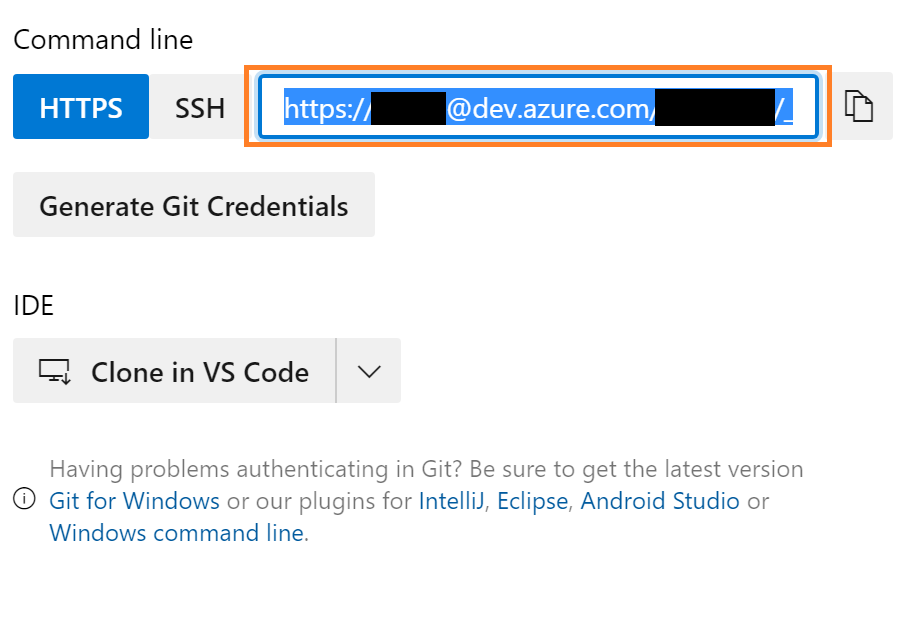 Command line
HTTPS SSH https:// @dev.azure.com/ /_
Generate Git Credentials
IDE
Clone in VS Code
Having problems authenticating in Git? Be sure to get the latest version
Git for Windows or our plugins for IntelliJ, Eclipse, Android Studio or
Windows command line.